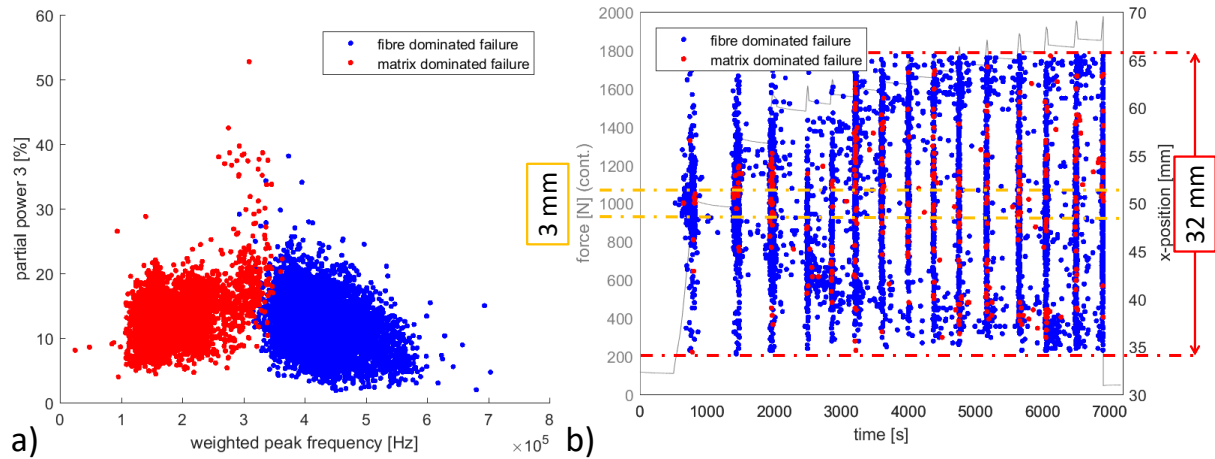 60%
50%
40%
30%
20%
10%
0%
partial power 3 [%]
fibre dominated failure
matrix dominated failure
0 1 2 3 4 5 6 7 8
×10⁵
weighted peak frequency [Hz]
a)
3 mm
2000
1800
1600
1400
1200
1000
800
600
400
200
0
force [N] (cont.)
fibre dominated failure
matrix dominated failure
70
65
60
55
50
45
40
35
30
x-position [mm]
32 mm
0 1000 2000 3000 4000 5000 6000 7000
time [s]
b)